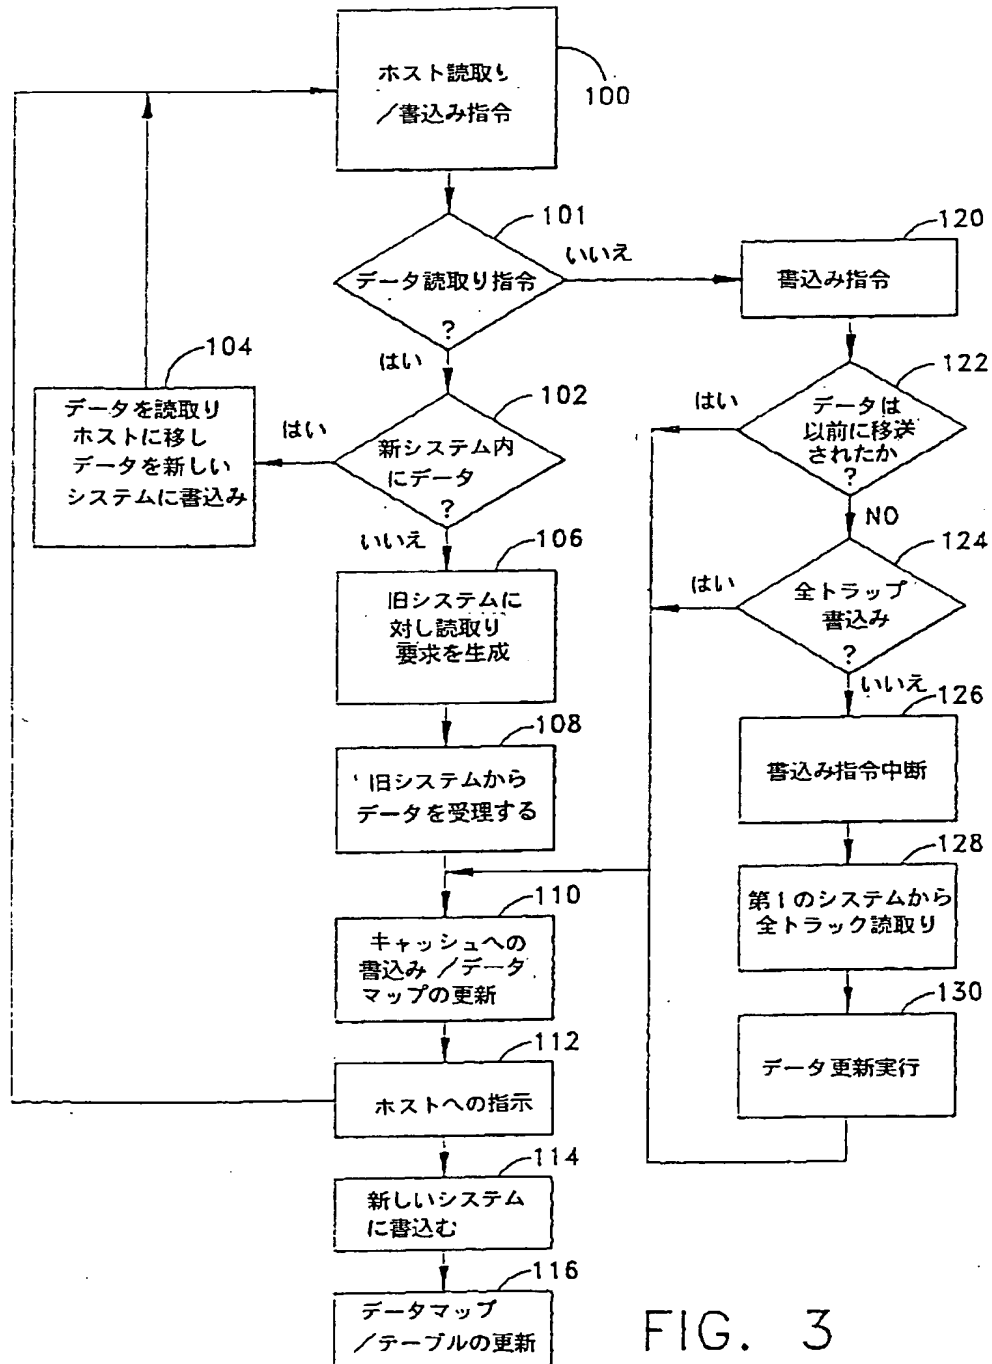 ホスト読取り
/書込み指令
100
101
データ読取り指令
?
いいえ
はい
120
書込み指令
122
データは
以前に移送
されたか
?
はい
NO
104
データを読取り
ホストに移し
データを新しい
システムに書込み
はい
102
新システム内
にデータ
?
いいえ
124
全トラップ
書込み
?
はい
いいえ
106
旧システムに
対し読取り
要求を生成
126
書込み指令中断
108
旧システムから
データを受理する
128
第1のシステムから
全トラック読取り
110
キャッシュへの
書込み/データ
マップの更新
130
データ更新実行
112
ホストへの指示
114
新しいシステム
に書込む
116
データマップ
/テーブルの更新
FIG. 3